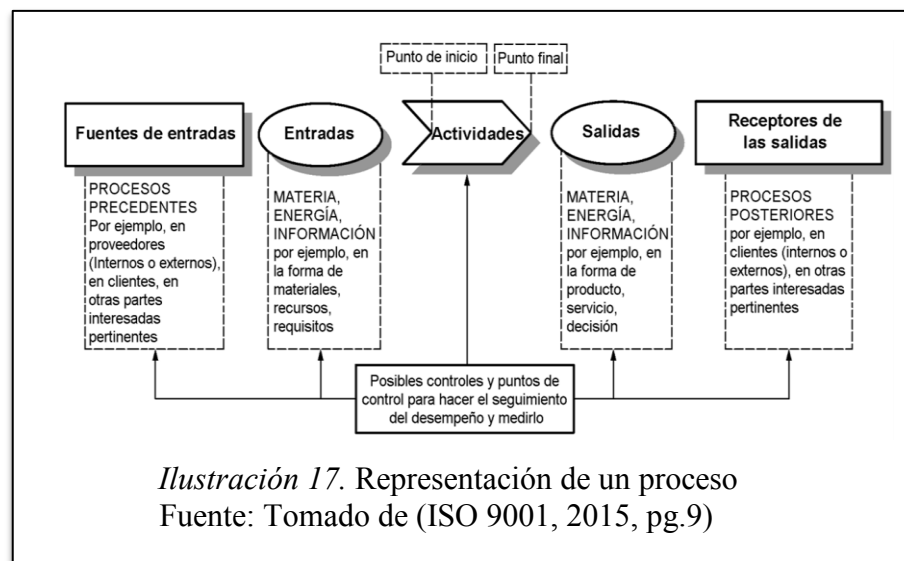 Punto de inicio
Punto final
Fuentes de entradas
Entradas
Actividades
Salidas
Receptores de
las salidas
PROCESOS
PRECEDENTES
Por ejemplo, en
proveedores
(Internos o externos),
en clientes, en
otras partes
interesadas
pertinentes
MATERIA,
ENERGÍA,
INFORMACIÓN
por ejemplo, en
la forma de
materiales,
recursos,
requisitos
MATERIA,
ENERGÍA,
INFORMACIÓN
por ejemplo, en
la forma de
producto,
servicio,
decisión
PROCESOS
POSTERIORES
por ejemplo, en
clientes (internos o
externos), en otras
partes interesadas
pertinentes
Posibles controles y puntos de
control para hacer el seguimiento
del desempeño y medirlo
Ilustración 17. Representación de un proceso
Fuente: Tomado de (ISO 9001, 2015, pg.9)